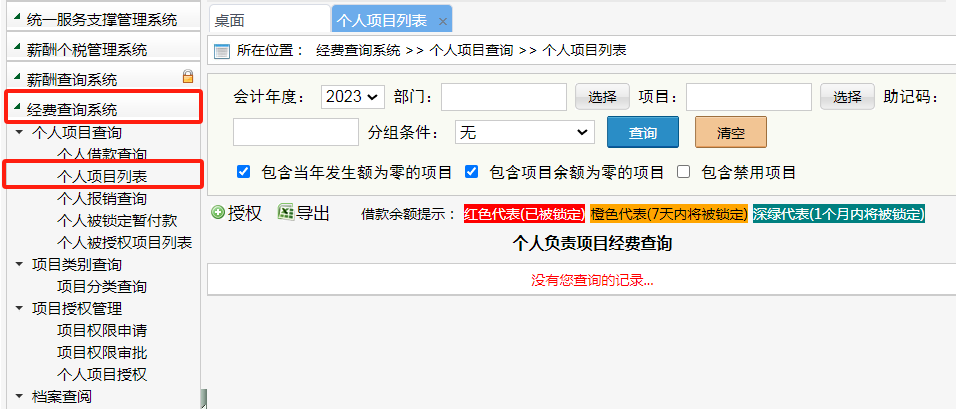 统一服务支撑管理系统
薪酬个税管理系统
薪酬查询系统
经费查询系统
个人项目查询
个人借款查询
个人项目列表
个人报销查询
个人被锁定暂付款
个人被授权项目列表
项目类别查询
项目分类查询
项目授权管理
项目权限申请
项目权限审批
个人项目授权
档案查阅
桌面 个人项目列表 ×
所在位置： 经费查询系统 >> 个人项目查询 >> 个人项目列表
会计年度： 2023 部门： 选择 项目： 选择 助记码：
分组条件： 无 查询 清空
包含当年发生额为零的项目 包含项目余额为零的项目 包含禁用项目
授权 导出 借款余额提示： 红色代表(已被锁定) 橙色代表(7天内将被锁定) 深绿代表(1个月内将被锁定)
个人负责项目经费查询
没有您查询的记录...